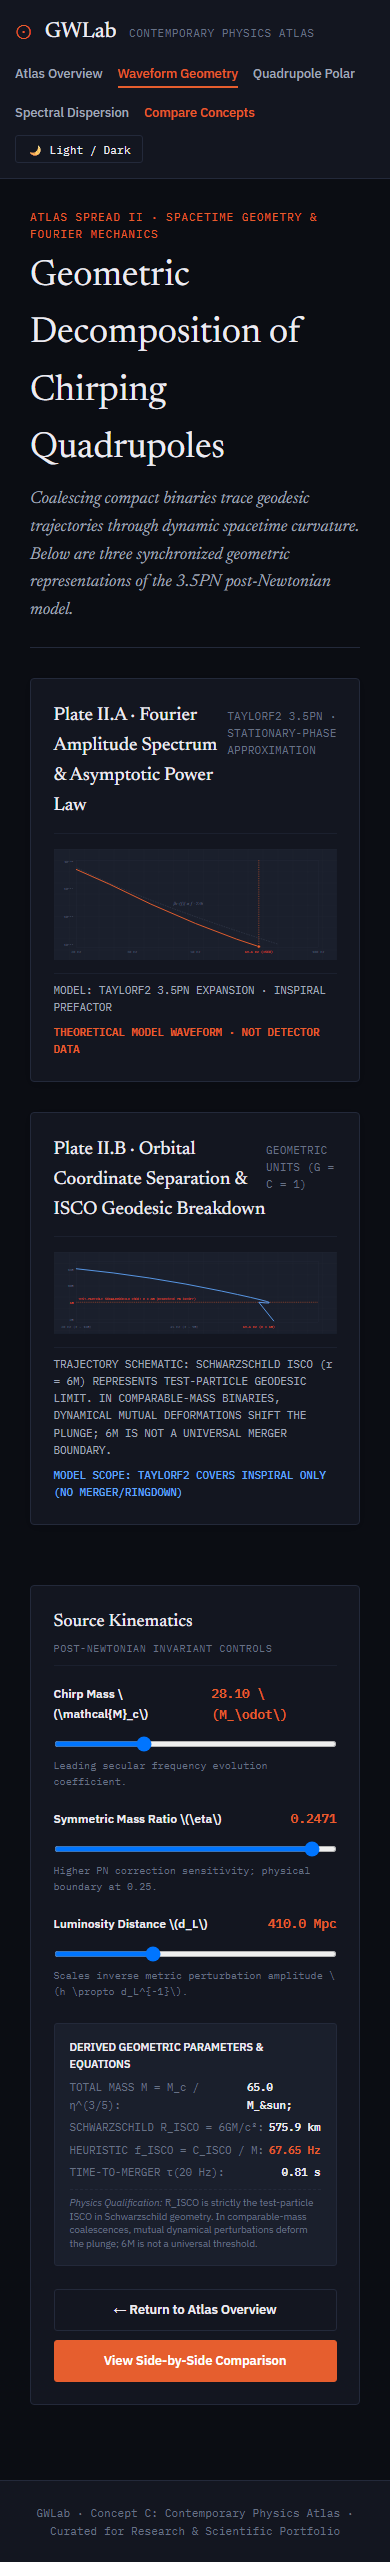 GWLab CONTEMPORARY PHYSICS ATLAS
Atlas Overview Waveform Geometry Quadrupole Polar
Spectral Dispersion Compare Concepts
🌙 Light / Dark
ATLAS SPREAD II · SPACETIME GEOMETRY &
FOURIER MECHANICS
Geometric
Decomposition of
Chirping
Quadrupoles
Coalescing compact binaries trace geodesic
trajectories through dynamic spacetime curvature.
Below are three synchronized geometric
representations of the 3.5PN post-Newtonian
model.
Plate II.A · Fourier
Amplitude Spectrum
& Asymptotic Power
Law
TAYLORF2 3.5PN ·
STATIONARY-PHASE
APPROXIMATION
MODEL: TAYLORF2 3.5PN EXPANSION · INSPIRAL
PREFACTOR
THEORETICAL MODEL WAVEFORM · NOT DETECTOR
DATA
Plate II.B · Orbital
Coordinate Separation &
ISCO Geodesic Breakdown
GEOMETRIC
UNITS (G =
C = 1)
TRAJECTORY SCHEMATIC: SCHWARZSCHILD ISCO (r
= 6M) REPRESENTS TEST-PARTICLE GEODESIC
LIMIT. IN COMPARABLE-MASS BINARIES,
DYNAMIC MUTUAL DEFORMATIONS SHIFT THE
PLUNGE; 6M IS NOT A UNIVERSAL MERGER
BOUNDARY.
MODEL SCOPE: TAYLORF2 COVERS INSPIRAL ONLY
(NO MERGER/RINGDOWN)
Source Kinematics
POST-NEWTONIAN INVARIANT CONTROLS
Chirp Mass \
(\mathcal{M}_c\)
28.10 \
(M_\odot\)
Leading secular frequency evolution
coefficient.
Symmetric Mass Ratio \(\eta\) 0.2471
Higher PN correction sensitivity; physical
boundary at 0.25.
Luminosity Distance \(d_L\) 410.0 Mpc
Scales inverse metric perturbation amplitude \
(h \propto d_L^{-1}\).
DERIVED GEOMETRIC PARAMETERS &
EQUATIONS
TOTAL MASS M = M_c /
η^(3/5):
65.0
M_&sun;
SCHWARZSCHILD R_ISCO = 6GM/c²: 575.9 km
HEURISTIC f_ISCO = C_ISCO / M: 67.65 Hz
TIME-TO-MERGER τ(20 Hz): 0.81 s
Physics Qualification: R_ISCO is strictly the test-particle
ISCO in Schwarzschild geometry. In comparable-mass
coalescences, mutual dynamical perturbations deform
the plunge; 6M is not a universal threshold.
← Return to Atlas Overview
View Side-by-Side Comparison
GWLab · Concept C: Contemporary Physics Atlas ·
Curated for Research & Scientific Portfolio